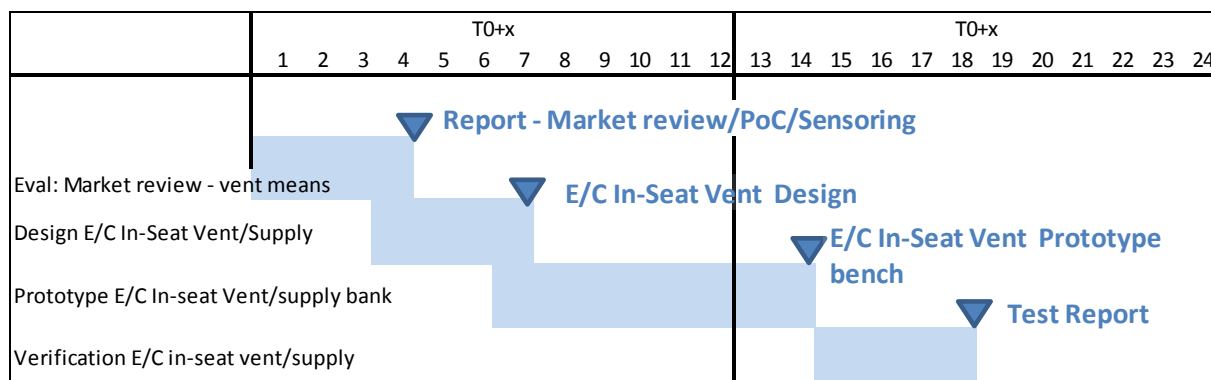 T0+x T0+x
1 2 3 4 5 6 7 8 9 10 11 12 13 14 15 16 17 18 19 20 21 22 23 24
Report - Market review/PoC/Sensoring
Eval: Market review - vent means
E/C In-Seat Vent Design
Design E/C In-Seat Vent/Supply
E/C In-Seat Vent Prototype
bench
Prototype E/C In-seat Vent/supply bank
Test Report
Verification E/C in-seat vent/supply